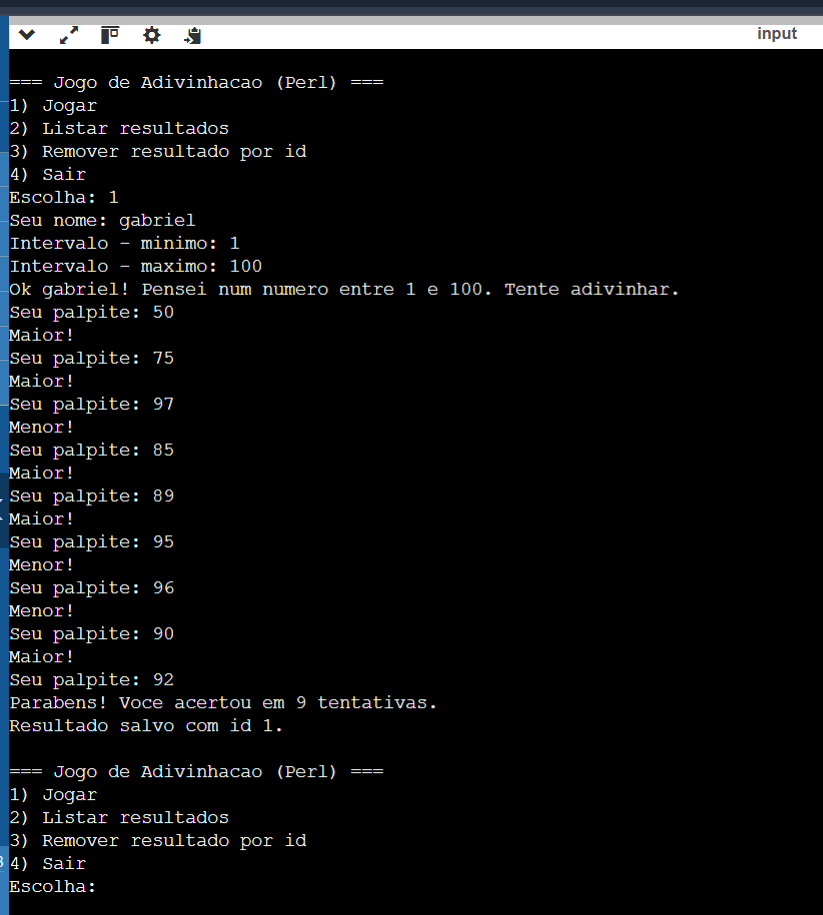 input
=== Jogo de Adivinhacao (Perl) ===
1) Jogar
2) Listar resultados
3) Remover resultado por id
4) Sair
Escolha: 1
Seu nome: gabriel
Intervalo - minimo: 1
Intervalo - maximo: 100
Ok gabriel! Pensei num numero entre 1 e 100. Tente adivinhar.
Seu palpite: 50
Maior!
Seu palpite: 75
Maior!
Seu palpite: 97
Menor!
Seu palpite: 85
Maior!
Seu palpite: 89
Maior!
Seu palpite: 95
Menor!
Seu palpite: 96
Menor!
Seu palpite: 90
Maior!
Seu palpite: 92
Parabens! Voce acertou em 9 tentativas.
Resultado salvo com id 1.
=== Jogo de Adivinhacao (Perl) ===
1) Jogar
2) Listar resultados
3) Remover resultado por id
4) Sair
Escolha: